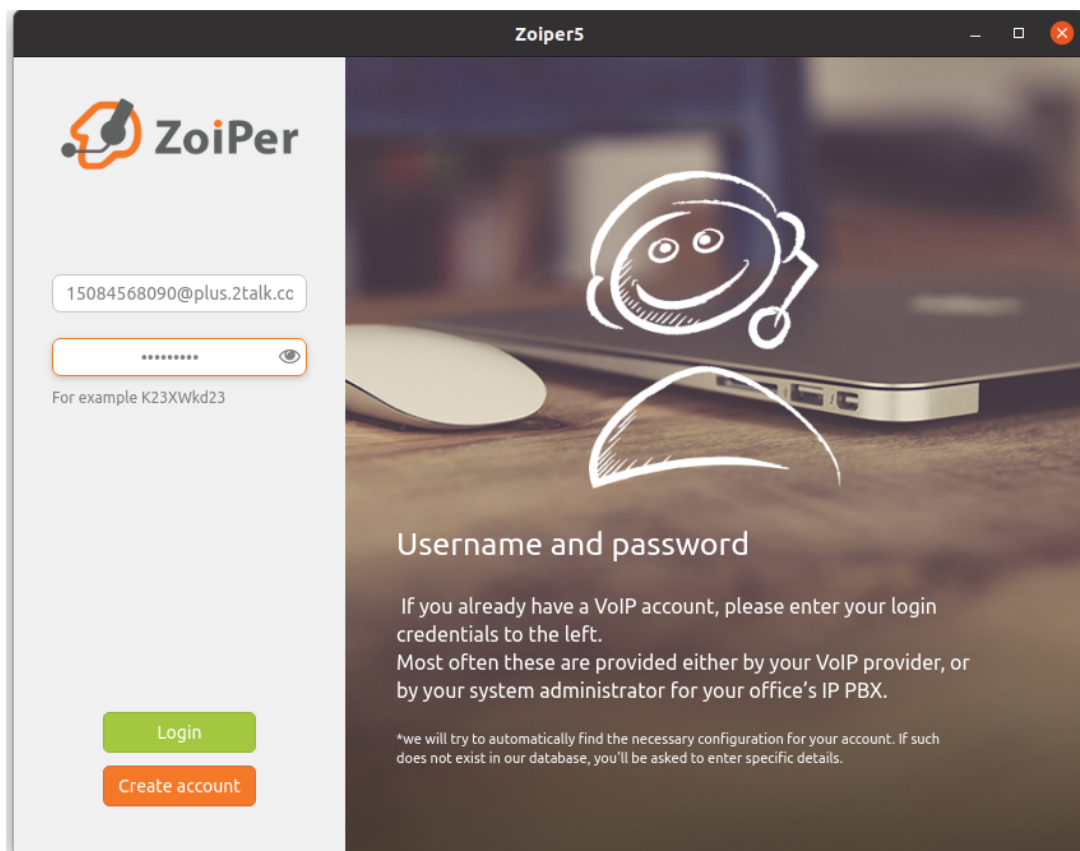 Zoiper5
ZoiPer
15084568090@plus.2talk.co
•••••••••
For example K23XWkd23
Login
Create account
Username and password
If you already have a VoIP account, please enter your login
credentials to the left.
Most often these are provided either by your VoIP provider, or
by your system administrator for your office's IP PBX.
*we will try to automatically find the necessary configuration for your account. If such
does not exist in our database, you'll be asked to enter specific details.